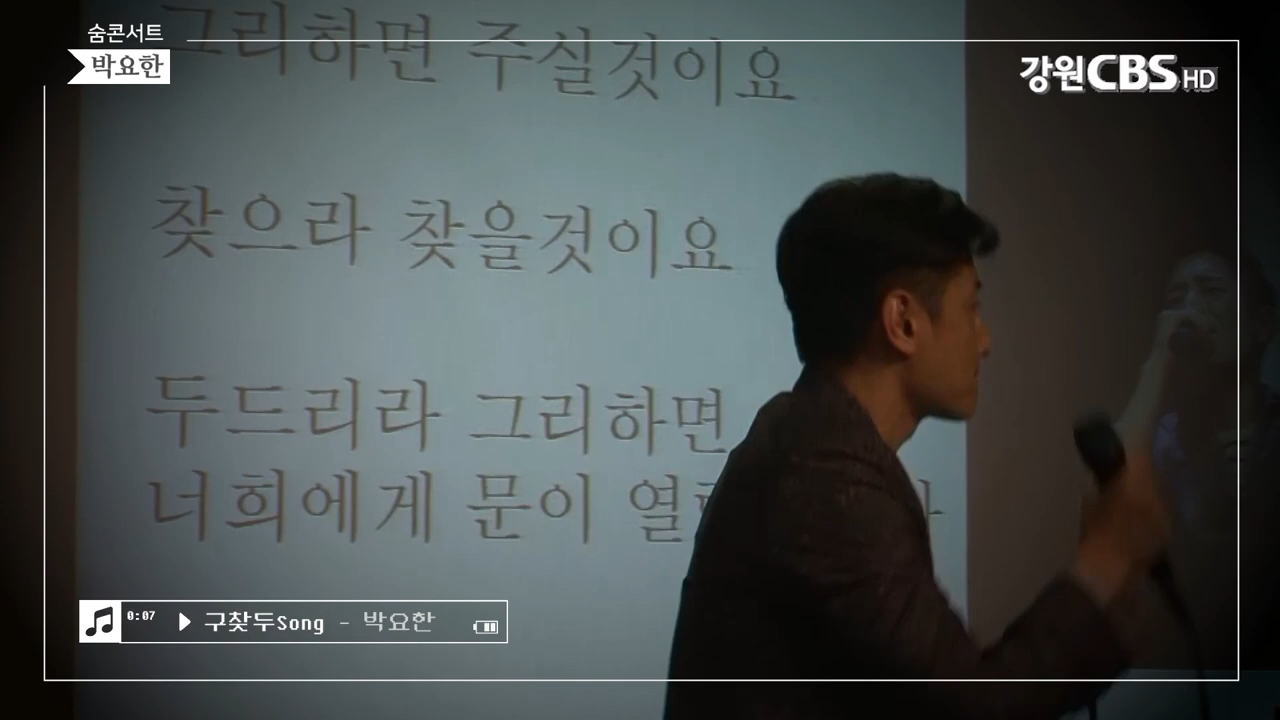 숨콘서트
박요한
강원CBS HD
그리하면 주실것이요
찾으라 찾을것이요
두드리라 그리하면
너희에게 문이
0:07 구찾두Song - 박요한